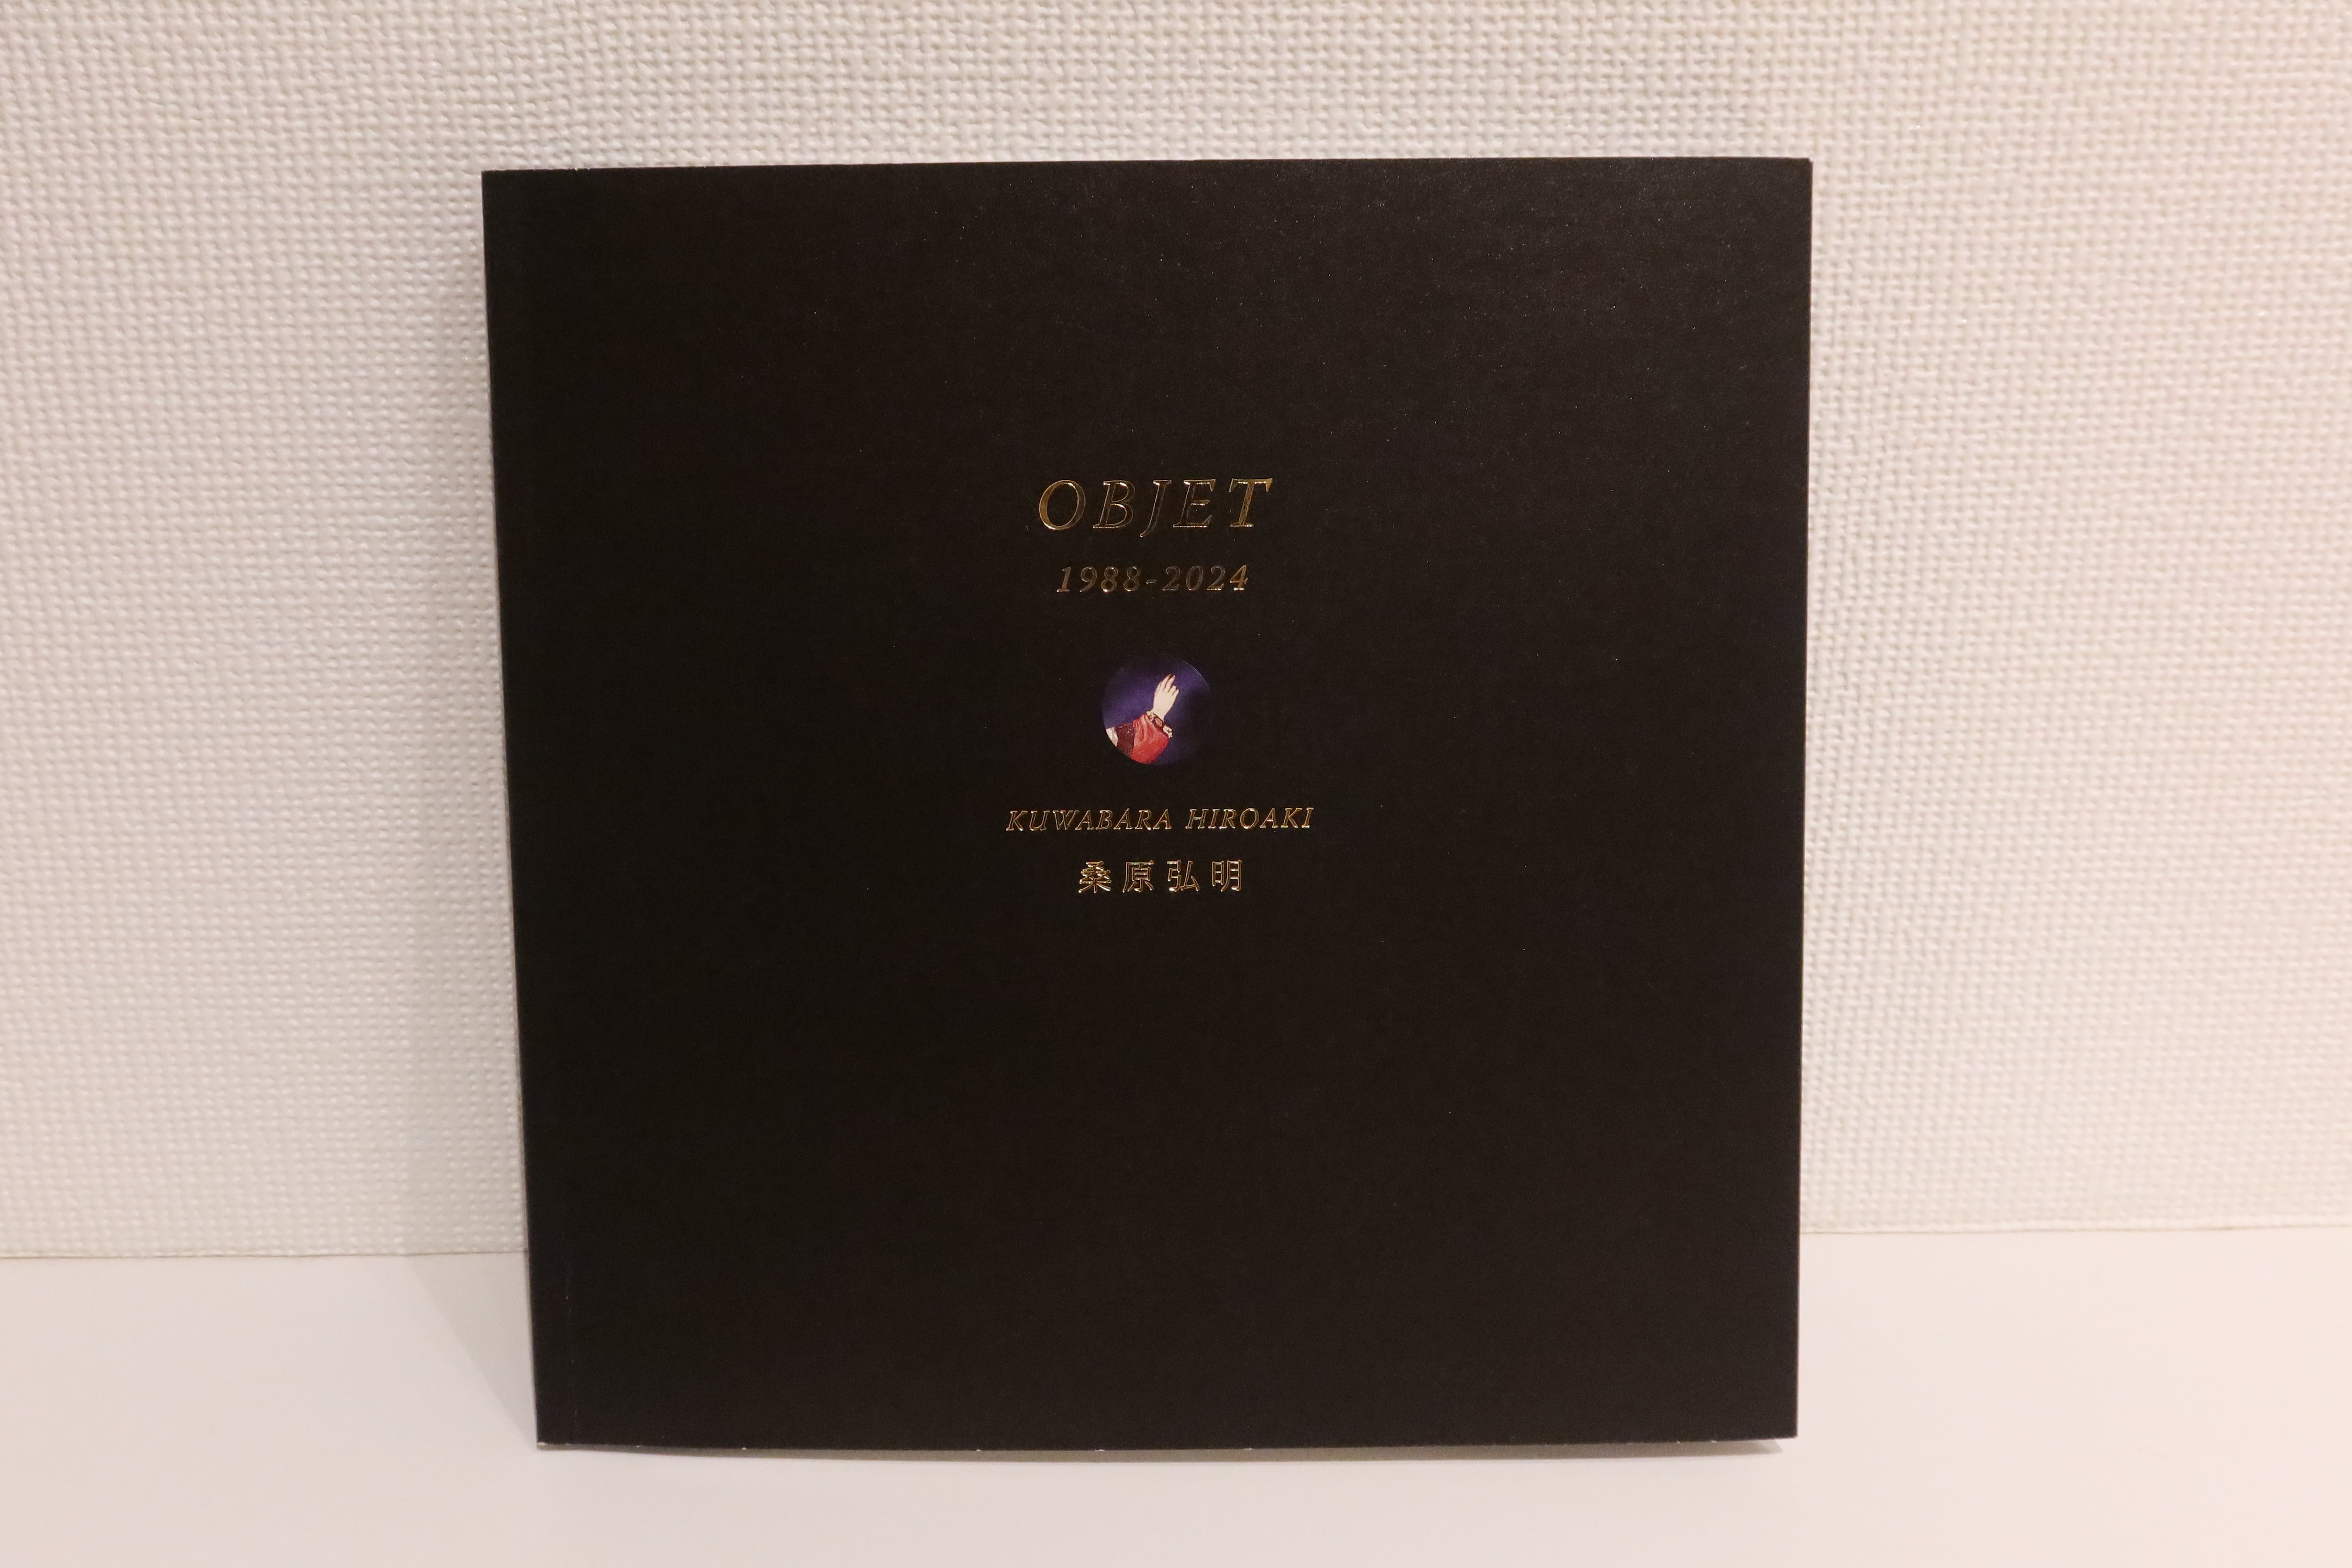 OBJET
1988-2024
KUWABARA HIROAKI
桑原弘明